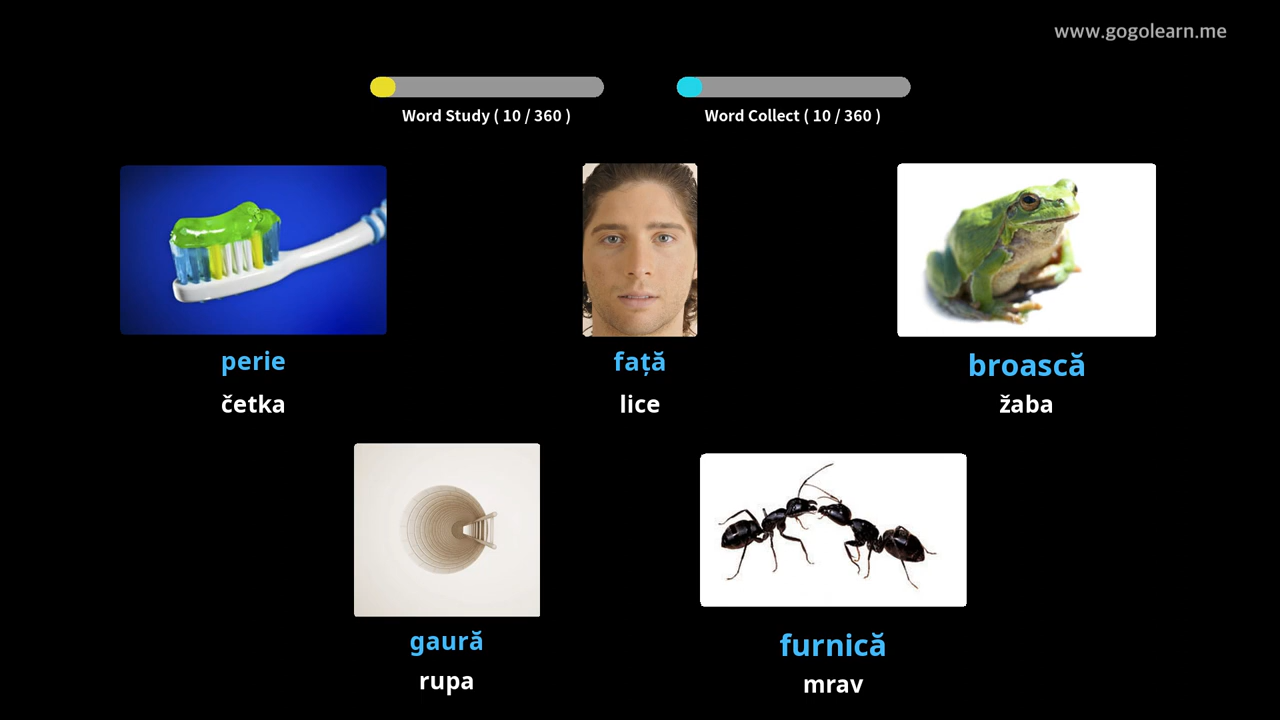 www.gogolearn.me
Word Study ( 10 / 360 )
Word Collect ( 10 / 360 )
perie
četka
față
lice
broască
žaba
gaură
rupa
furnică
mrav